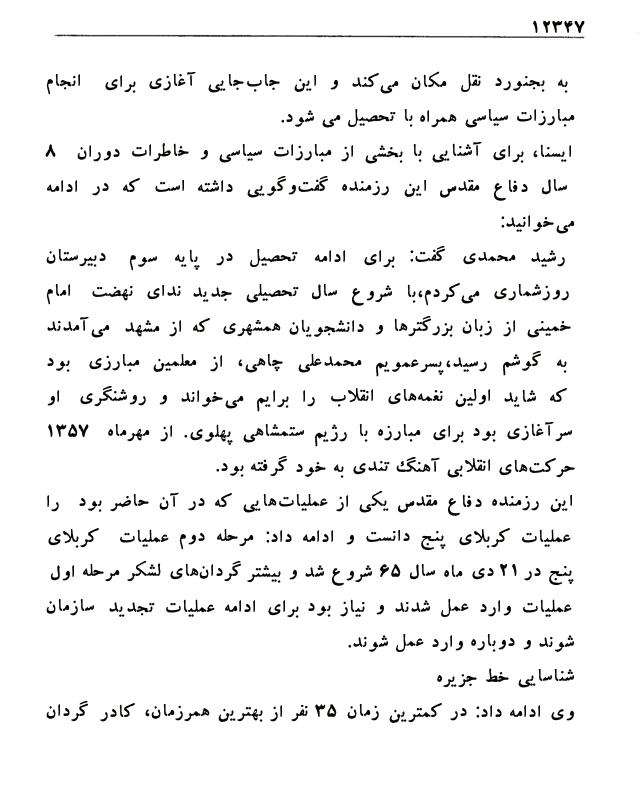 ۱۲۳۴۷
به بجنورد نقل مکان می‌کند و این جاب‌جایی آغازی برای انجام
مبارزات سیاسی همراه با تحصیل می شود.
ایسنا، برای آشنایی با بخشی از مبارزات سیاسی و خاطرات دوران ۸
سال دفاع مقدس این رزمنده گفت‌وگویی داشته است که در ادامه
می‌خوانید:
رشید محمدی گفت: برای ادامه تحصیل در پایه سوم دبیرستان
روزشماری می‌کردم،با شروع سال تحصیلی جدید ندای نهضت امام
خمینی از زبان بزرگترها و دانشجویان همشهری که از مشهد می‌آمدند
به گوشم رسید،پسرعمویم محمدعلی چاهی، از معلمین مبارزی بود
که شاید اولین نغمه‌های انقلاب را برایم می‌خواند و روشنگری او
سرآغازی بود برای مبارزه با رژیم ستمشاهی پهلوی. از مهرماه ۱۳۵۷
حرکت‌های انقلابی آهنگ تندی به خود گرفته بود.
این رزمنده دفاع مقدس یکی از عملیات‌هایی که در آن حاضر بود را
عملیات کربلای پنج دانست و ادامه داد: مرحله دوم عملیات کربلای
پنج در ۲۱ دی ماه سال ۶۵ شروع شد و بیشتر گردان‌های لشکر مرحله اول
عملیات وارد عمل شدند و نیاز بود برای ادامه عملیات تجدید سازمان
شوند و دوباره وارد عمل شوند.
شناسایی خط جزیره
وی ادامه داد: در کمترین زمان ۳۵ نفر از بهترین همرزمان، کادر گردان